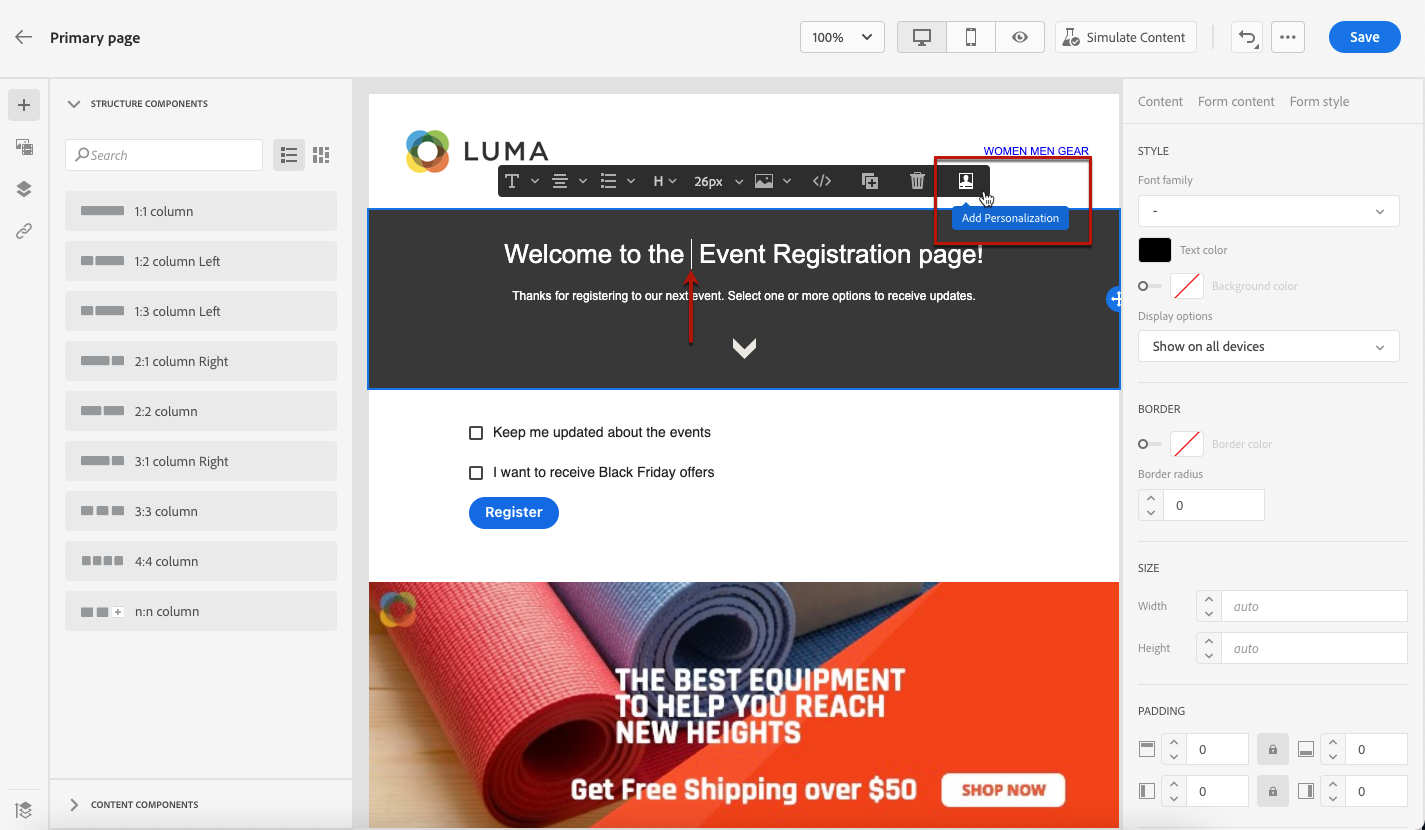 Primary page
100%
Simulate Content
Save
STRUCTURE COMPONENTS
Search
1:1 column
1:2 column Left
1:3 column Left
2:1 column Right
2:2 column
3:1 column Right
3:3 column
4:4 column
n:n column
CONTENT COMPONENTS
LUMA
WOMEN MEN GEAR
H
26px
Add Personalization
Welcome to the Event Registration page!
Thanks for registering to our next event. Select one or more options to receive updates.
Keep me updated about the events
I want to receive Black Friday offers
Register
THE BEST EQUIPMENT
TO HELP YOU REACH
NEW HEIGHTS
Get Free Shipping over $50
SHOP NOW
Content Form content Form style
STYLE
Font family
-
Text color
Background color
Display options
Show on all devices
BORDER
Border color
Border radius
0
SIZE
Width auto
Height auto
PADDING
0 0
0 0